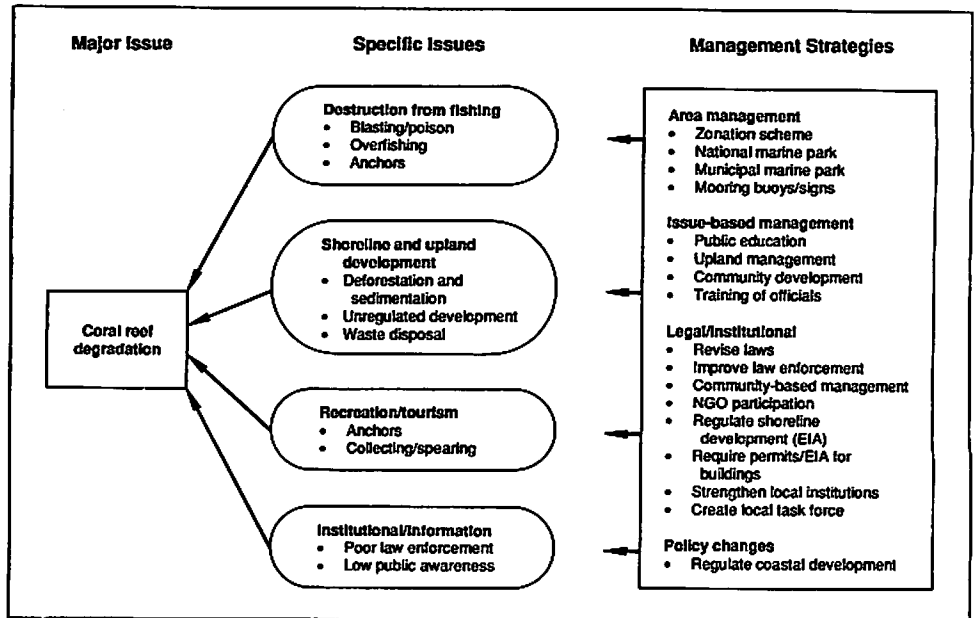 Major Issue
Specific Issues
Management Strategies
Coral reef
degradation
Destruction from fishing
• Blasting/poison
• Overfishing
• Anchors
Shoreline and upland
development
• Deforestation and
sedimentation
• Unregulated development
• Waste disposal
Recreation/tourism
• Anchors
• Collecting/spearing
Institutional/information
• Poor law enforcement
• Low public awareness
Area management
• Zonation scheme
• National marine park
• Municipal marine park
• Mooring buoys/signs
Issue-based management
• Public education
• Upland management
• Community development
• Training of officials
Legal/institutional
• Revise laws
• Improve law enforcement
• Community-based management
• NGO participation
• Regulate shoreline
development (EIA)
• Require permits/EIA for
buildings
• Strengthen local institutions
• Create local task force
Policy changes
• Regulate coastal development